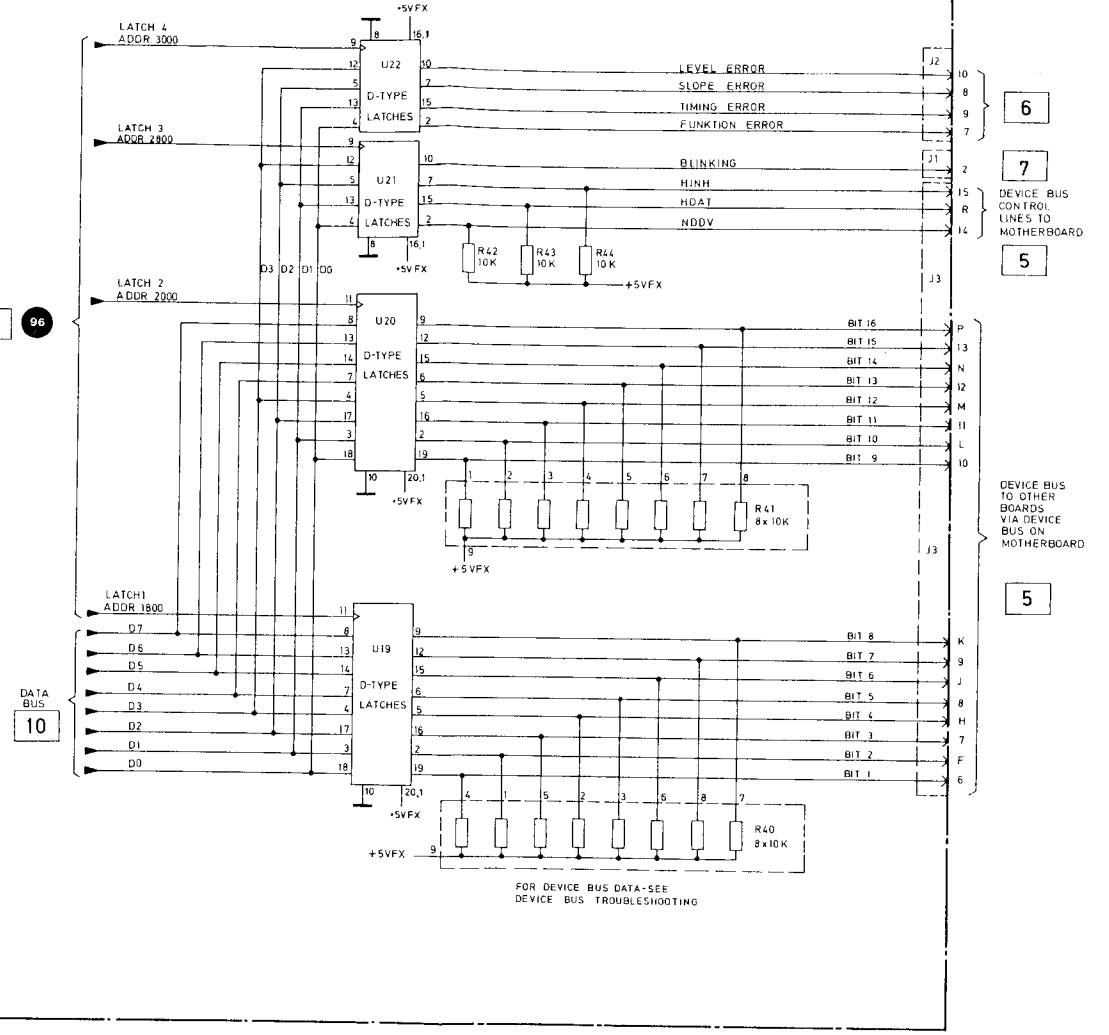 +5VFX
LATCH 4
ADDR. 3000
8
16,1
9
U22
D-TYPE
LATCHES
12
5
13
4
10
7
15
2
LEVEL ERROR
SLOPE ERROR
TIMING ERROR
FUNKTION ERROR
J2
10
8
9
7
6
LATCH 3
ADDR. 2800
9
U21
D-TYPE
LATCHES
12
5
13
4
10
7
15
2
8
16,1
+5VFX
BLINKING
HINH
HDAT
NDDV
J1
2
7
15
R
14
DEVICE BUS
CONTROL
LINES TO
MOTHERBOARD
5
R42
10K
R43
10K
R44
10K
+5VFX
D3
D2
D1
D0
J3
LATCH 2
ADDR 2000
96
11
U20
D-TYPE
LATCHES
8
13
14
7
4
17
3
18
9
12
15
6
5
16
2
19
10
20,1
+5VFX
BIT 16
BIT 15
BIT 14
BIT 13
BIT 12
BIT 11
BIT 10
BIT 9
P
13
N
12
M
11
L
10
1
2
3
4
5
6
7
8
R41
8x10K
9
+5VFX
DEVICE BUS
TO OTHER
BOARDS
VIA DEVICE
BUS ON
MOTHERBOARD
J3
5
LATCH1
ADDR 1800
11
U19
D-TYPE
LATCHES
D7
D6
D5
D4
D3
D2
D1
D0
DATA
BUS
10
8
13
14
7
4
17
3
18
9
12
15
6
5
16
2
19
10
20,1
+5VFX
BIT 8
BIT 7
BIT 6
BIT 5
BIT 4
BIT 3
BIT 2
BIT 1
K
9
J
8
H
7
F
6
4
1
5
2
3
6
8
7
R40
8x10K
+5VFX
9
FOR DEVICE BUS DATA-SEE
DEVICE BUS TROUBLESHOOTING